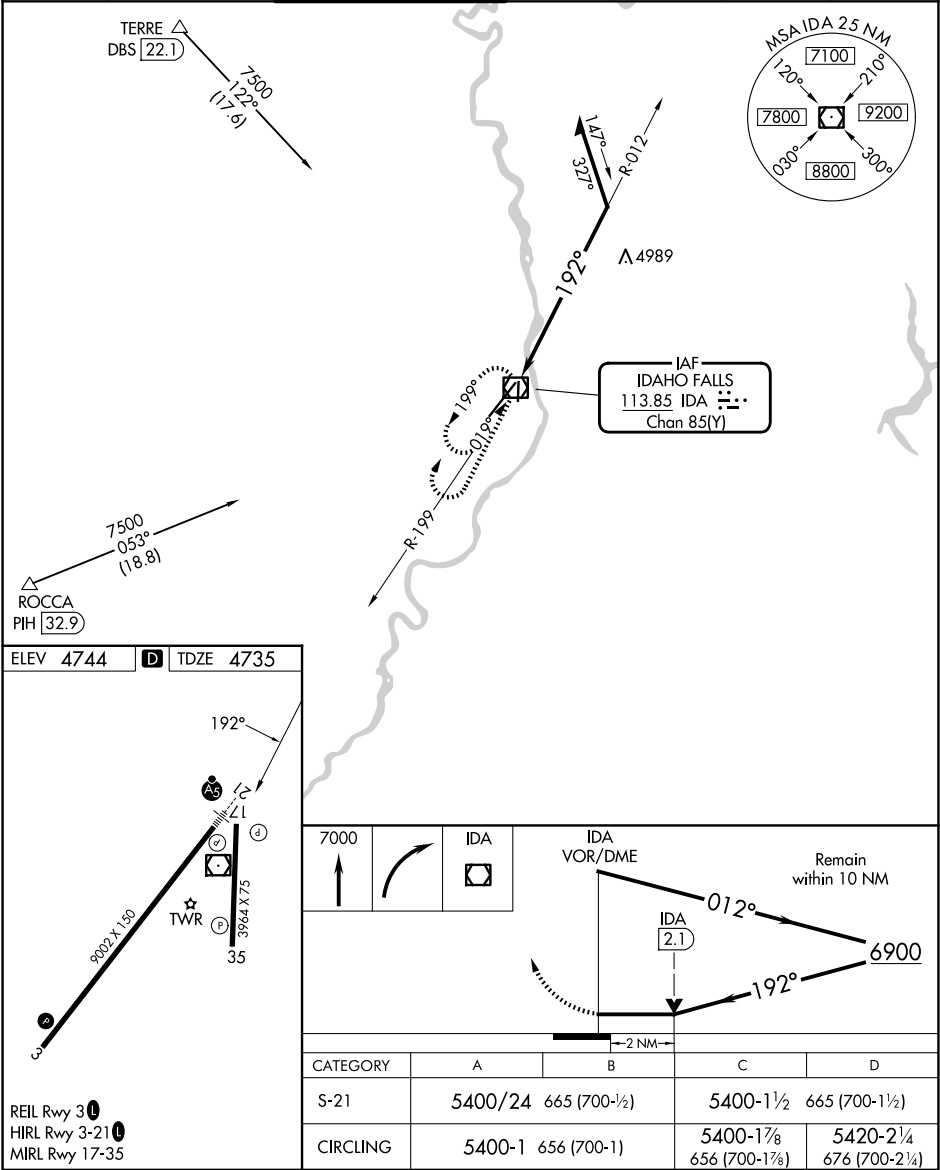 TERRE
DBS 22.1
7500
122°
(17.6)
MSA IDA 25 NM
7100
120°
210°
7800
9200
030°
300°
8800
147°
327°
R-012
192°
4989
IAF
IDAHO FALLS
113.85 IDA
Chan 85(Y)
199°
019°
R-199
7500
053°
(18.8)
ROCCA
PIH 32.9
ELEV 4744 D TDZE 4735
192°
A5
21
17
P
P
TWR
P
9002 X 150
3964 X 75
35
P
3
REIL Rwy 3 L
HIRL Rwy 3-21 L
MIRL Rwy 17-35
7000
IDA
IDA
VOR/DME
Remain
within 10 NM
012°
IDA
2.1
6900
192°
2 NM
CATEGORY A B C D
S-21 5400/24 665 (700-½) 5400-1½ 665 (700-1½)
CIRCLING 5400-1 656 (700-1) 5400-1⅞ 656 (700-1⅞) 5420-2¼ 676 (700-2¼)